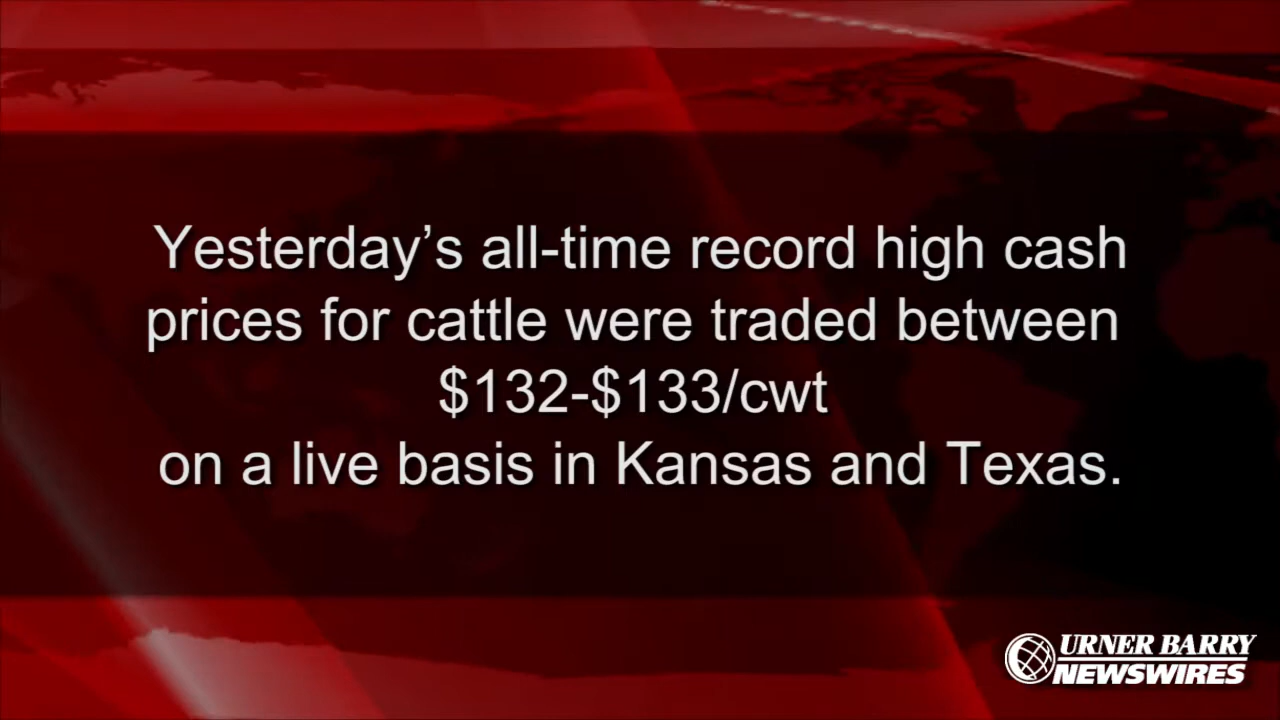 Yesterday’s all-time record high cash
prices for cattle were traded between
$132-$133/cwt
on a live basis in Kansas and Texas.
URNER BARRY
NEWSWIRES